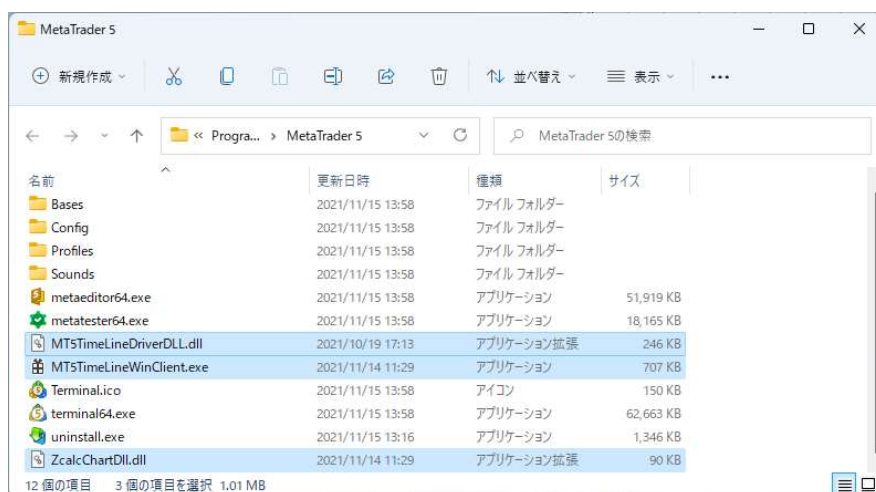 MetaTrader 5
新規作成 並べ替え 表示
« Progra... › MetaTrader 5 MetaTrader 5の検索
名前 更新日時 種類 サイズ
Bases 2021/11/15 13:58 ファイル フォルダー
Config 2021/11/15 13:58 ファイル フォルダー
Profiles 2021/11/15 13:58 ファイル フォルダー
Sounds 2021/11/15 13:58 ファイル フォルダー
metaeditor64.exe 2021/11/15 13:58 アプリケーション 51,919 KB
metatester64.exe 2021/11/15 13:58 アプリケーション 18,165 KB
MT5TimeLineDriverDLL.dll 2021/10/19 17:13 アプリケーション拡張 246 KB
MT5TimeLineWinClient.exe 2021/11/14 11:29 アプリケーション 707 KB
Terminal.ico 2021/11/15 13:58 アイコン 150 KB
terminal64.exe 2021/11/15 13:58 アプリケーション 62,663 KB
uninstall.exe 2021/11/15 13:16 アプリケーション 1,346 KB
ZcalcChartDll.dll 2021/11/14 11:29 アプリケーション拡張 90 KB
12 個の項目 3 個の項目を選択 1.01 MB